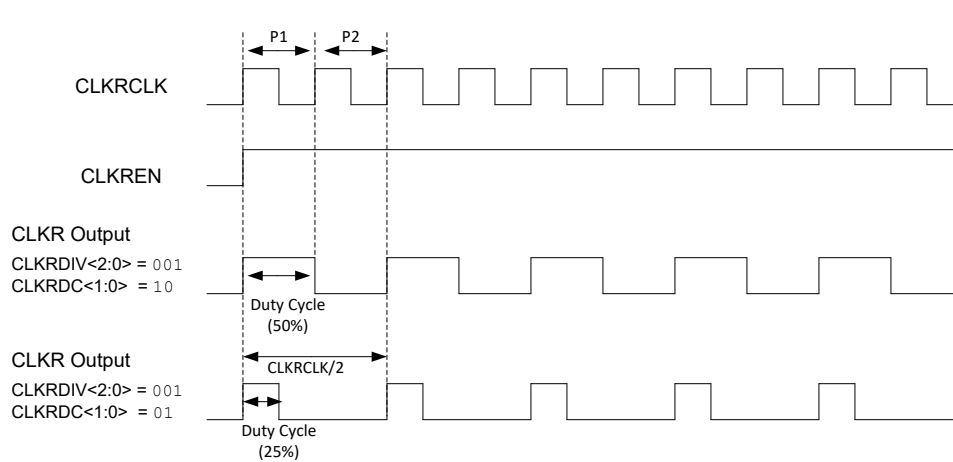 P1
P2
CLKRCLK
CLKREN
CLKR Output
CLKRDIV<2:0> = 001
CLKRDC<1:0> = 10
Duty Cycle
(50%)
CLKR Output
CLKRCLK/2
CLKRDIV<2:0> = 001
CLKRDC<1:0> = 01
Duty Cycle
(25%)